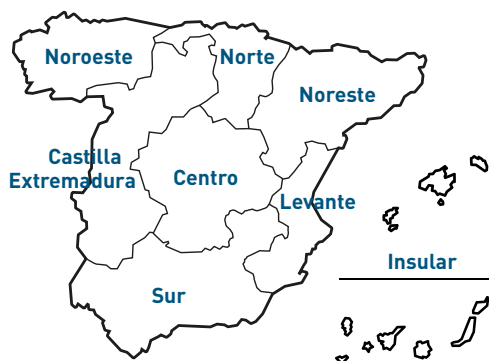 Noroeste
Norte
Noreste
Castilla
Extremadura
Centro
Levante
Insular
Sur